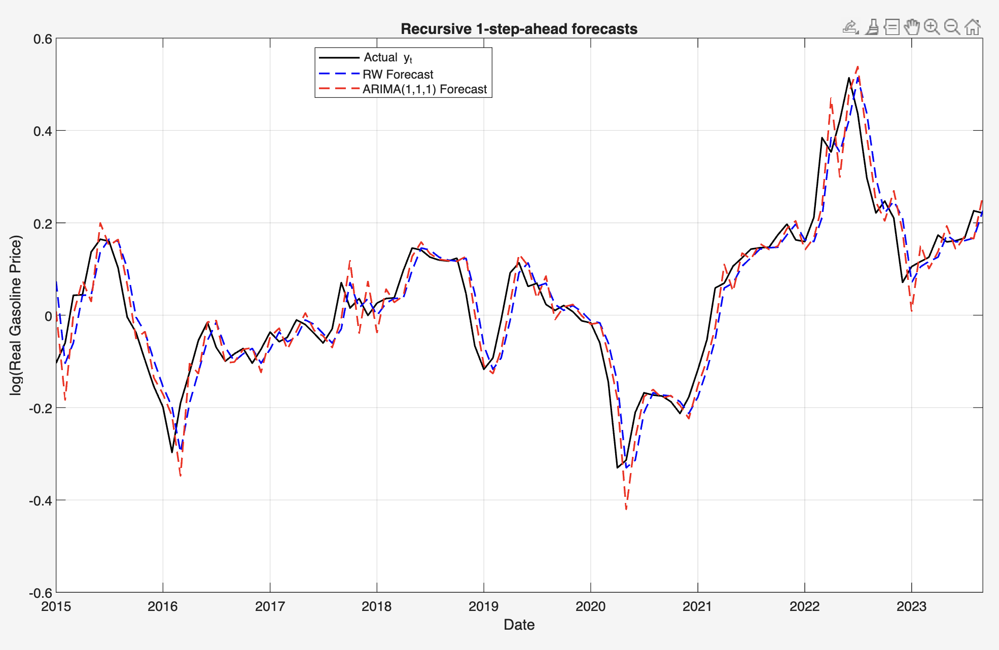 Recursive 1-step-ahead forecasts
Actual yt
RW Forecast
ARIMA(1,1,1) Forecast
log(Real Gasoline Price)
0.6
0.4
0.2
0
-0.2
-0.4
-0.6
2015 2016 2017 2018 2019 2020 2021 2022 2023
Date